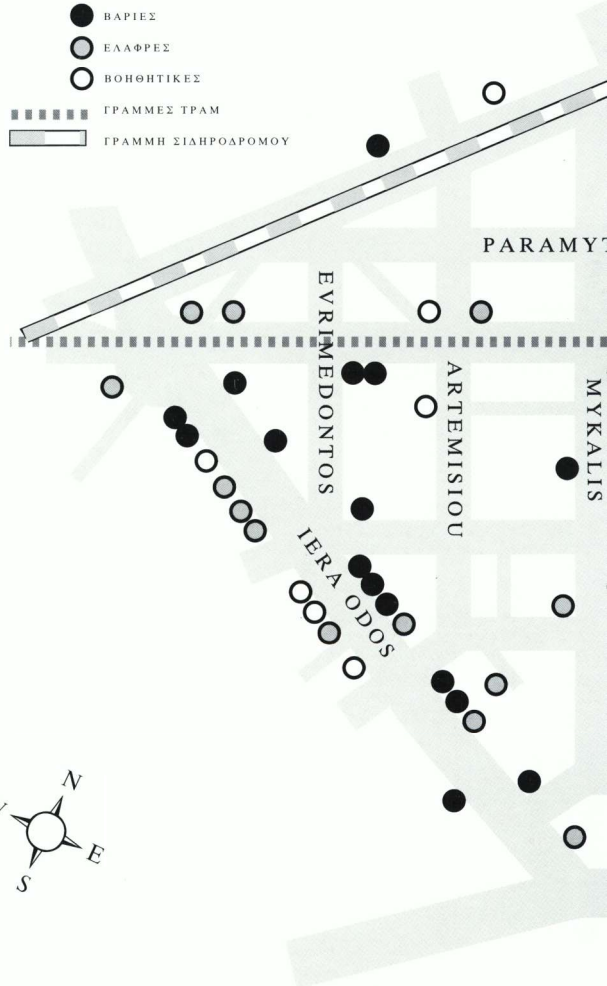 ΒΑΡΙΕΣ
ΕΛΑΦΡΕΣ
ΒΟΗΘΗΤΙΚΕΣ
ΓΡΑΜΜΕΣ ΤΡΑΜ
ΓΡΑΜΜΗ ΣΙΔΗΡΟΔΡΟΜΟΥ
PARAMYT
EVRIMEDONTOS
ARTEMISIOU
MYKALIS
IERA ODOS
N
E
S